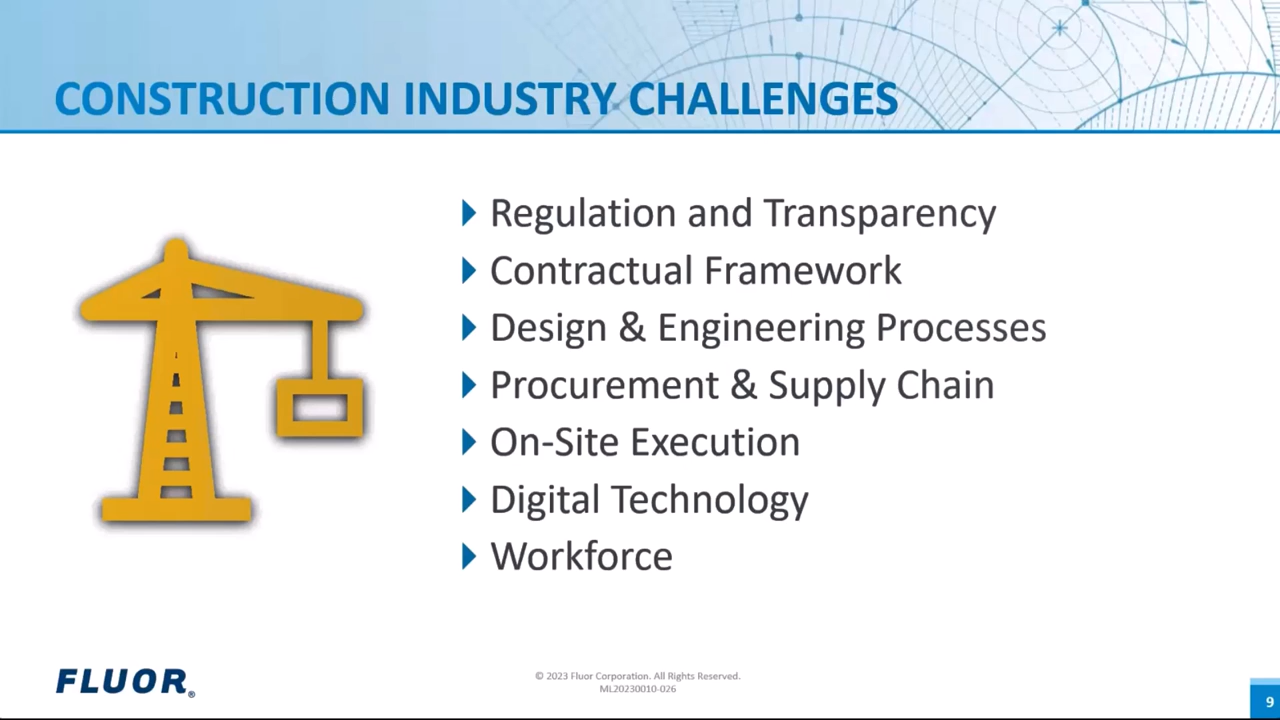 CONSTRUCTION INDUSTRY CHALLENGES
Regulation and Transparency
Contractual Framework
Design & Engineering Processes
Procurement & Supply Chain
On-Site Execution
Digital Technology
Workforce
FLUOR®
© 2023 Fluor Corporation. All Rights Reserved.
ML20230010-026
9